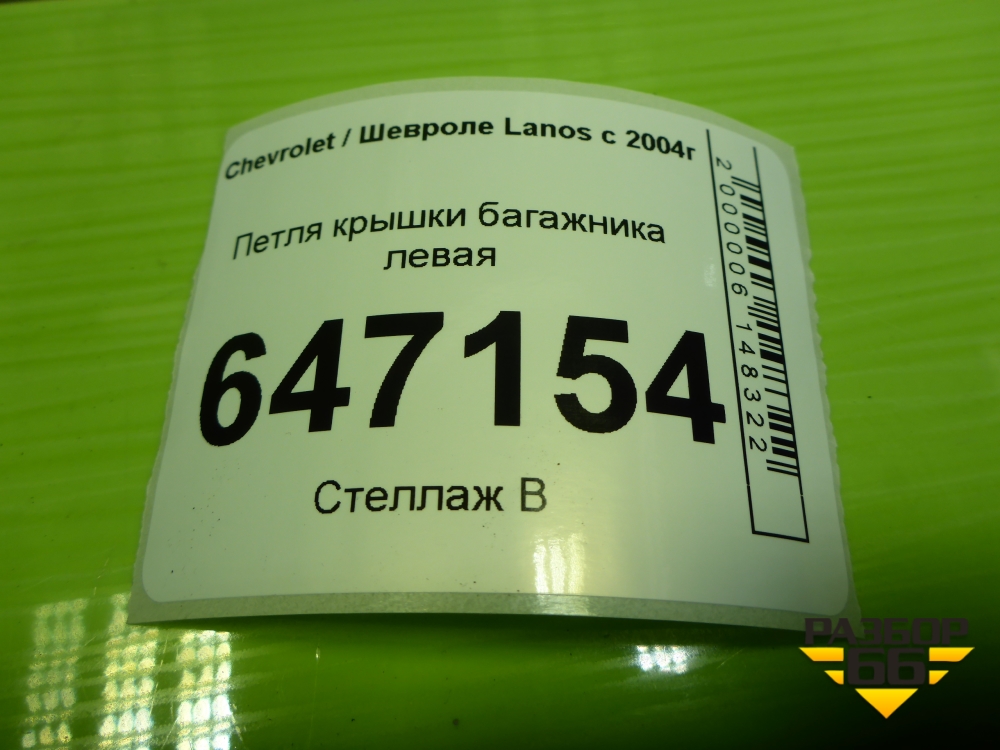 Chevrolet / Шевроле Lanos с 2004г
Петля крышки багажника
левая
647154
Стеллаж В
2000006148322
РАЗБОР
66